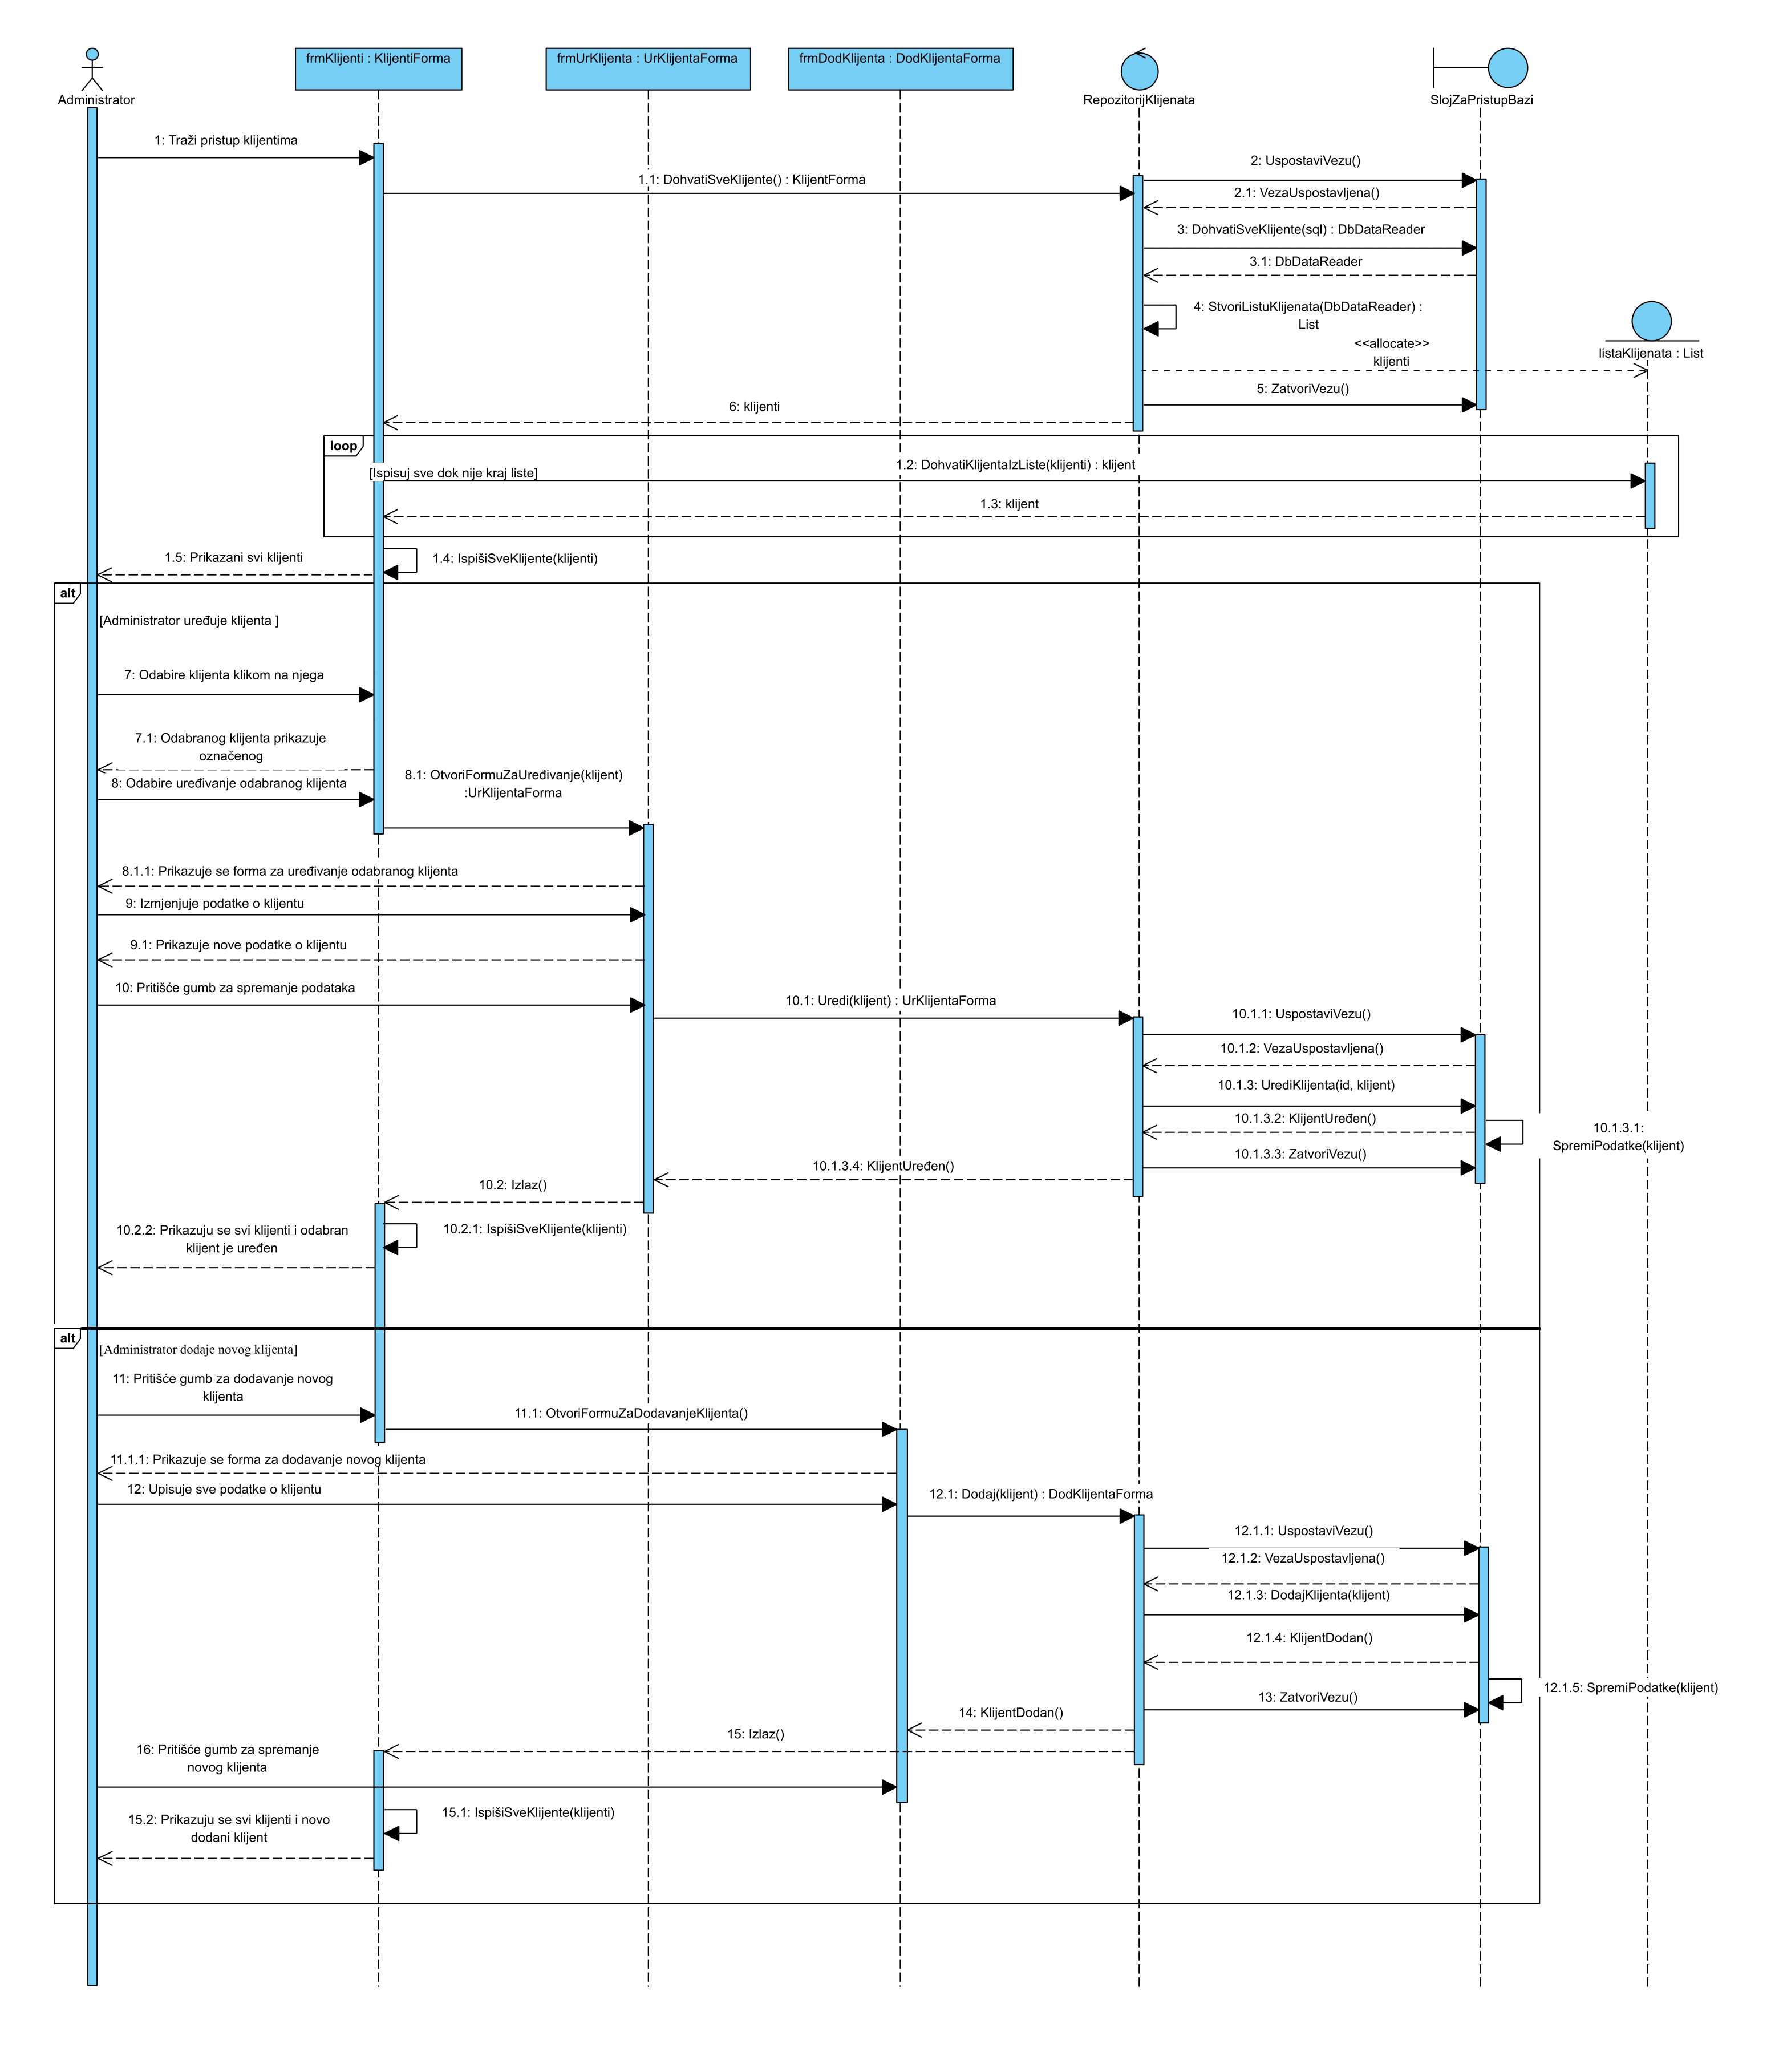 frmKlijenti : KlijentiForma
frmUrKlijenta : UrKlijentaForma
frmDodKlijenta : DodKlijentaForma
Administrator
RepozitorijKlijenata
SlojZaPristupBazi
1: Traži pristup klijentima
2: UspostaviVezu()
1.1: DohvatiSveKlijente() : KlijentForma
2.1: VezaUspostavljena()
3: DohvatiSveKlijente(sql) : DbDataReader
3.1: DbDataReader
4: StvoriListuKlijenata(DbDataReader) :
List
<<allocate>>
klijenti
listaKlijenata : List
5: ZatvoriVezu()
6: klijenti
loop
[Ispisuj sve dok nije kraj liste]
1.2: DohvatiKlijentaIzListe(klijenti) : klijent
1.3: klijent
1.5: Prikazani svi klijenti
1.4: IspišiSveKlijente(klijenti)
alt
[Administrator uređuje klijenta ]
7: Odabire klijenta klikom na njega
7.1: Odabranog klijenta prikazuje
označenog
8: Odabire uređivanje odabranog klijenta
8.1: OtvoriFormuZaUređivanje(klijent)
:UrKlijentaForma
8.1.1: Prikazuje se forma za uređivanje odabranog klijenta
9: Izmjenjuje podatke o klijentu
9.1: Prikazuje nove podatke o klijentu
10: Pritišće gumb za spremanje podataka
10.1: Uredi(klijent) : UrKlijentaForma
10.1.1: UspostaviVezu()
10.1.2: VezaUspostavljena()
10.1.3: UrediKlijenta(id, klijent)
10.1.3.2: KlijentUređen()
10.1.3.1:
SpremiPodatke(klijent)
10.1.3.3: ZatvoriVezu()
10.1.3.4: KlijentUređen()
10.2: Izlaz()
10.2.2: Prikazuju se svi klijenti i odabran
klijent je uređen
10.2.1: IspišiSveKlijente(klijenti)
alt
[Administrator dodaje novog klijenta]
11: Pritišće gumb za dodavanje novog
klijenta
11.1: OtvoriFormuZaDodavanjeKlijenta()
11.1.1: Prikazuje se forma za dodavanje novog klijenta
12: Upisuje sve podatke o klijentu
12.1: Dodaj(klijent) : DodKlijentaForma
12.1.1: UspostaviVezu()
12.1.2: VezaUspostavljena()
12.1.3: DodajKlijenta(klijent)
12.1.4: KlijentDodan()
12.1.5: SpremiPodatke(klijent)
13: ZatvoriVezu()
14: KlijentDodan()
15: Izlaz()
16: Pritišće gumb za spremanje
novog klijenta
15.1: IspišiSveKlijente(klijenti)
15.2: Prikazuju se svi klijenti i novo
dodani klijent